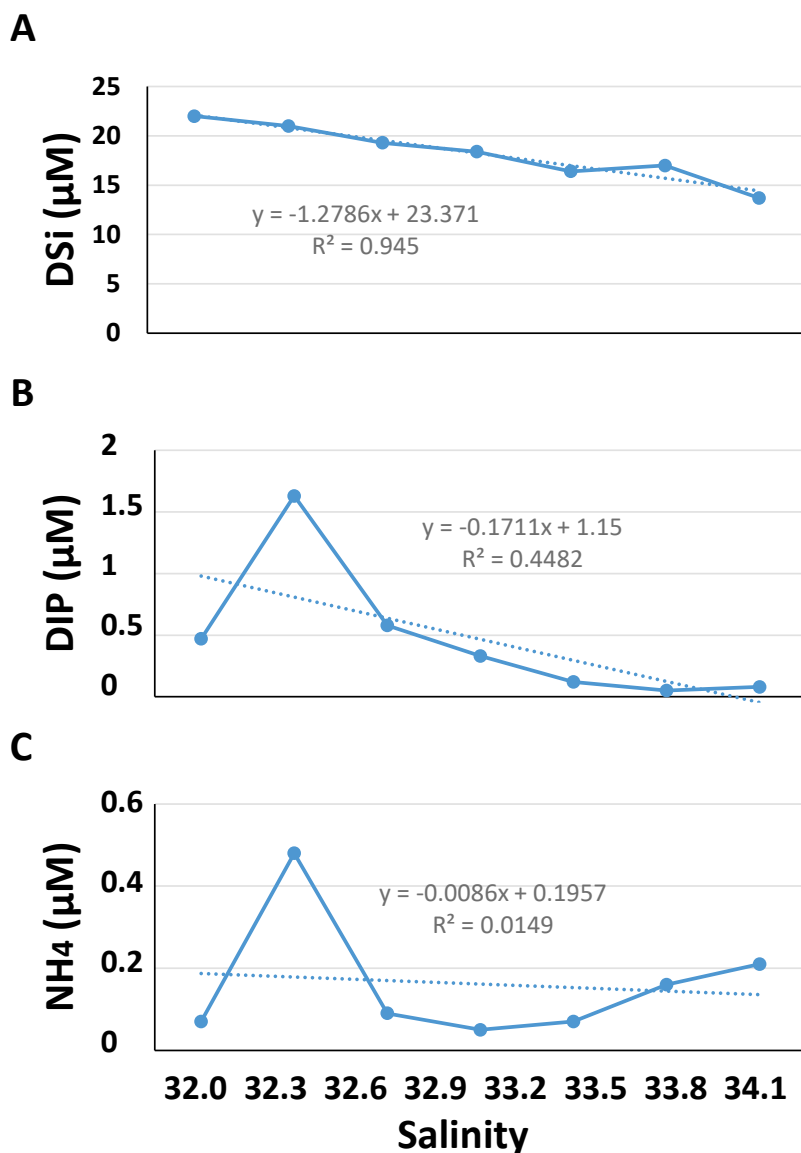 A
25
20
15
10
5
0
DSi (µM)
y = -1.2786x + 23.371
R² = 0.945
B
2
1.5
1
0.5
0
DIP (µM)
y = -0.1711x + 1.15
R² = 0.4482
C
0.6
0.4
0.2
0
NH4 (µM)
y = -0.0086x + 0.1957
R² = 0.0149
32.0 32.3 32.6 32.9 33.2 33.5 33.8 34.1
Salinity